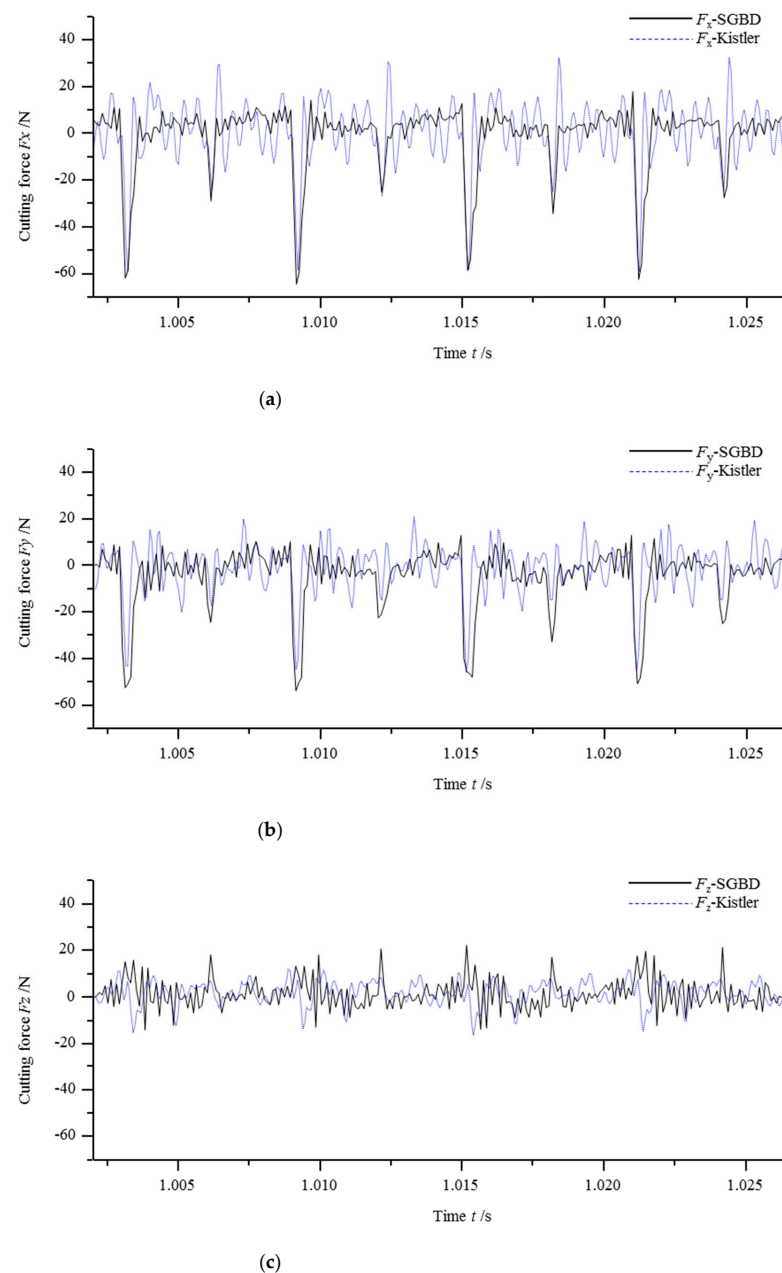 Fx-SGBD
Fx-Kistler
40
20
0
-20
-40
-60
Cutting force Fx /N
1.005 1.010 1.015 1.020 1.025
Time t /s
(a)
Fy-SGBD
Fy-Kistler
40
20
0
-20
-40
-60
Cutting force Fy /N
1.005 1.010 1.015 1.020 1.025
Time t /s
(b)
Fz-SGBD
Fz-Kistler
40
20
0
-20
-40
-60
Cutting force Fz /N
1.005 1.010 1.015 1.020 1.025
Time t /s
(c)